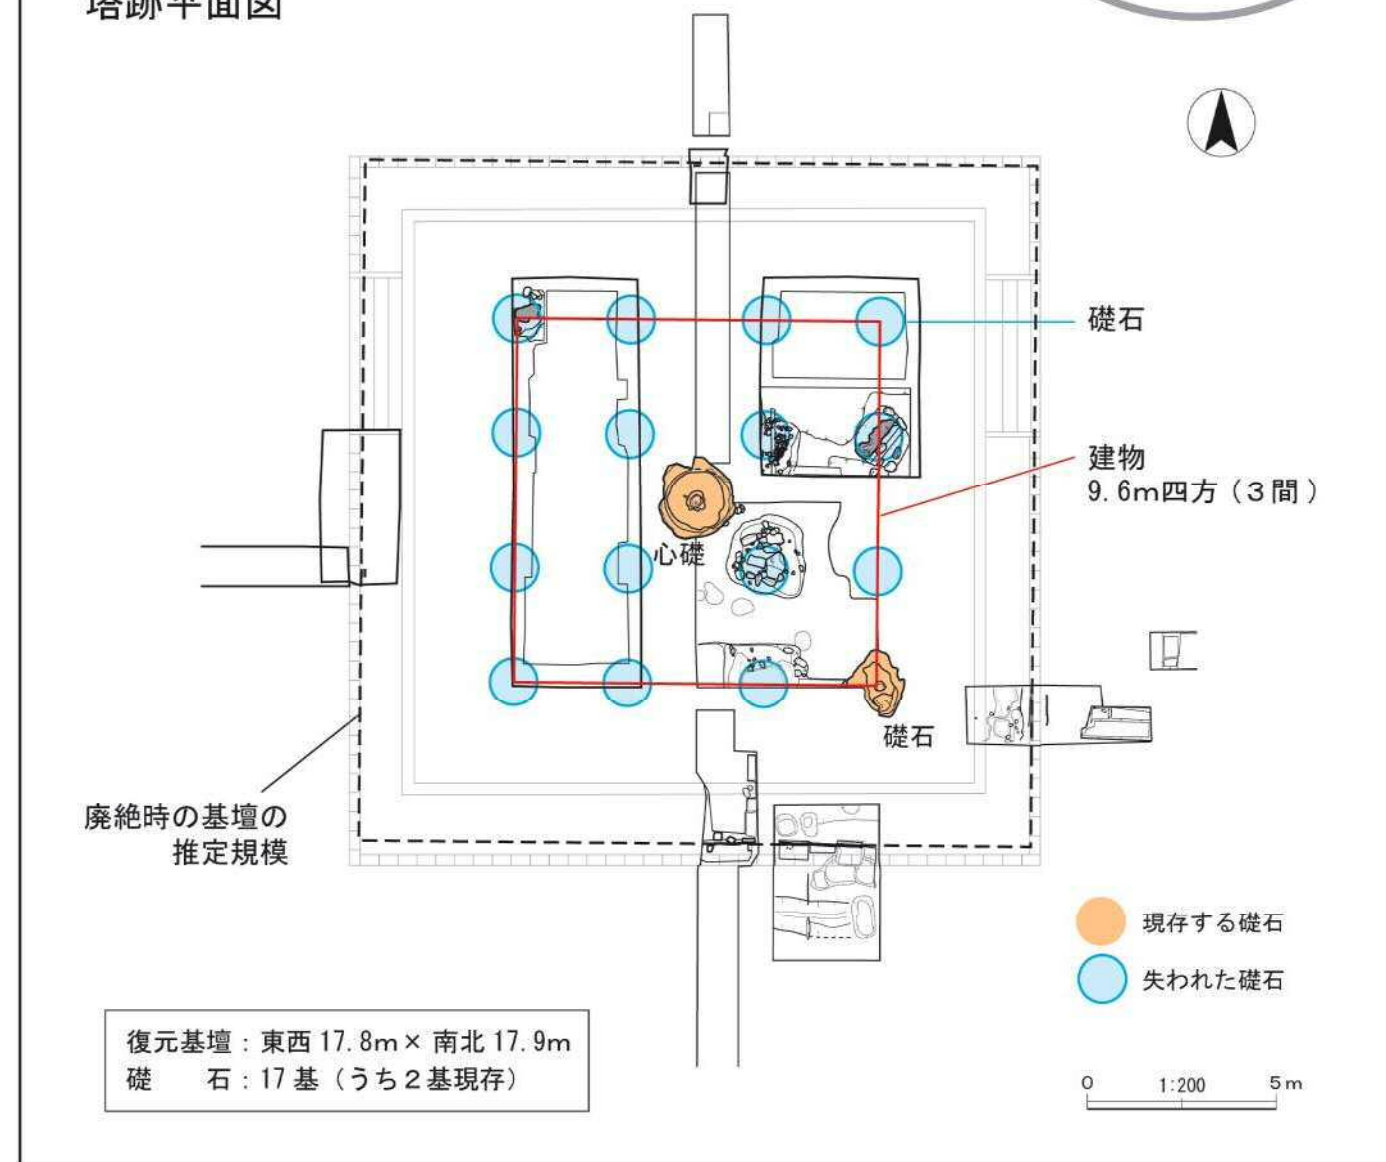 塔跡平面図
礎石
建物
9.6m四方（3間）
心礎
礎石
廃絶時の基壇の
推定規模
現存する礎石
失われた礎石
復元基壇：東西 17.8m× 南北 17.9m
礎　　石：17 基（うち２基現存）
0 1:200 5m